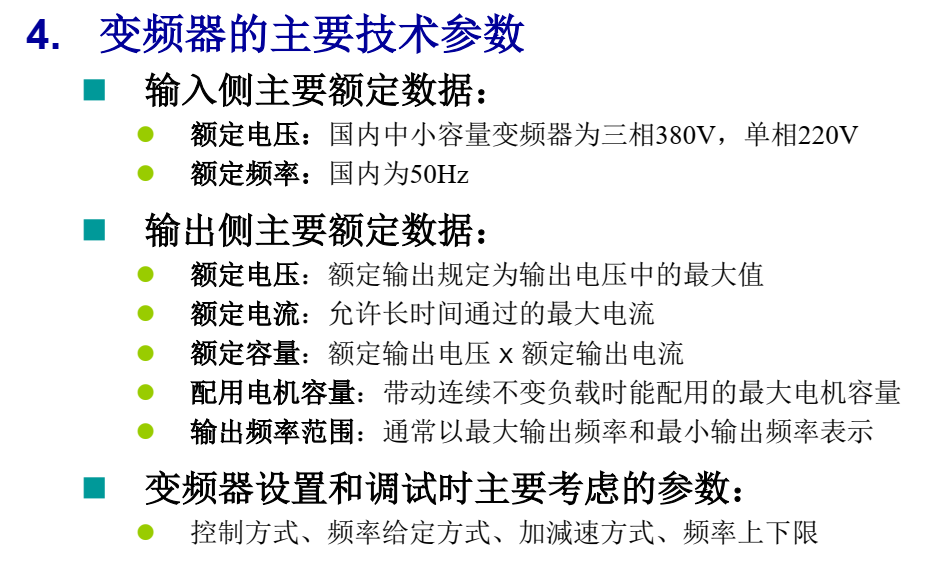 4. 变频器的主要技术参数
输入侧主要额定数据：
额定电压：国内中小容量变频器为三相380V，单相220V
额定频率：国内为50Hz
输出侧主要额定数据：
额定电压：额定输出规定为输出电压中的最大值
额定电流：允许长时间通过的最大电流
额定容量：额定输出电压 x 额定输出电流
配用电机容量：带动连续不变负载时能配用的最大电机容量
输出频率范围：通常以最大输出频率和最小输出频率表示
变频器设置和调试时主要考虑的参数：
控制方式、频率给定方式、加減速方式、频率上下限